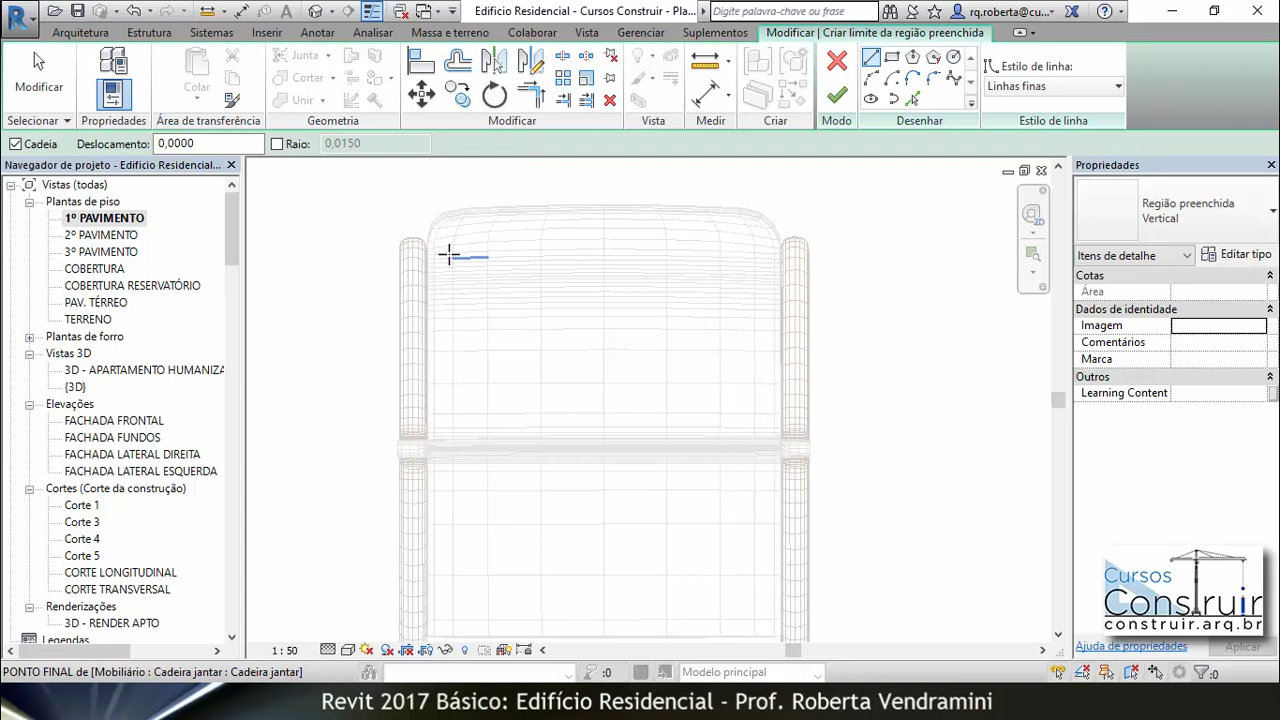 Edificio Residencial - Cursos Construir - Pla...
Digite palavra-chave ou frase
rq.roberta@cu...
Arquitetura Estrutura Sistemas Inserir Anotar Analisar Massa e terreno Colaborar Vista Gerenciar Suplementos Modificar | Criar limite da região preenchida
Modificar
Colar
Junta
Cortar
Unir
Estilo de linha:
Linhas finas
Selecionar Propriedades Área de transferência Geometria Modificar Vista Medir Criar Modo Desenhar Estilo de linha
Cadeia Deslocamento: 0,0000 Raio: 0,0150
Navegador de projeto - Edificio Residencial...
Vistas (todas)
Plantas de piso
1º PAVIMENTO
2º PAVIMENTO
3º PAVIMENTO
COBERTURA
COBERTURA RESERVATÓRIO
PAV. TÉRREO
TERRENO
Plantas de forro
Vistas 3D
3D - APARTAMENTO HUMANIZA
{3D}
Elevações
FACHADA FRONTAL
FACHADA FUNDOS
FACHADA LATERAL DIREITA
FACHADA LATERAL ESQUERDA
Cortes (Corte da construção)
Corte 1
Corte 3
Corte 4
Corte 5
CORTE LONGITUDINAL
CORTE TRANSVERSAL
Renderizações
3D - RENDER APTO
Legendas
2D
Propriedades
Região preenchida
Vertical
Itens de detalhe
Editar tipo
Cotas
Área
Dados de identidade
Imagem
Comentários
Marca
Outros
Learning Content
Cursos
Construir
construir.arq.br
Ajuda de propriedades Aplicar
1 : 50
PONTO FINAL de [Mobiliário : Cadeira jantar : Cadeira jantar]
:0
Modelo principal
:0
Revit 2017 Básico: Edifício Residencial - Prof. Roberta Vendramini